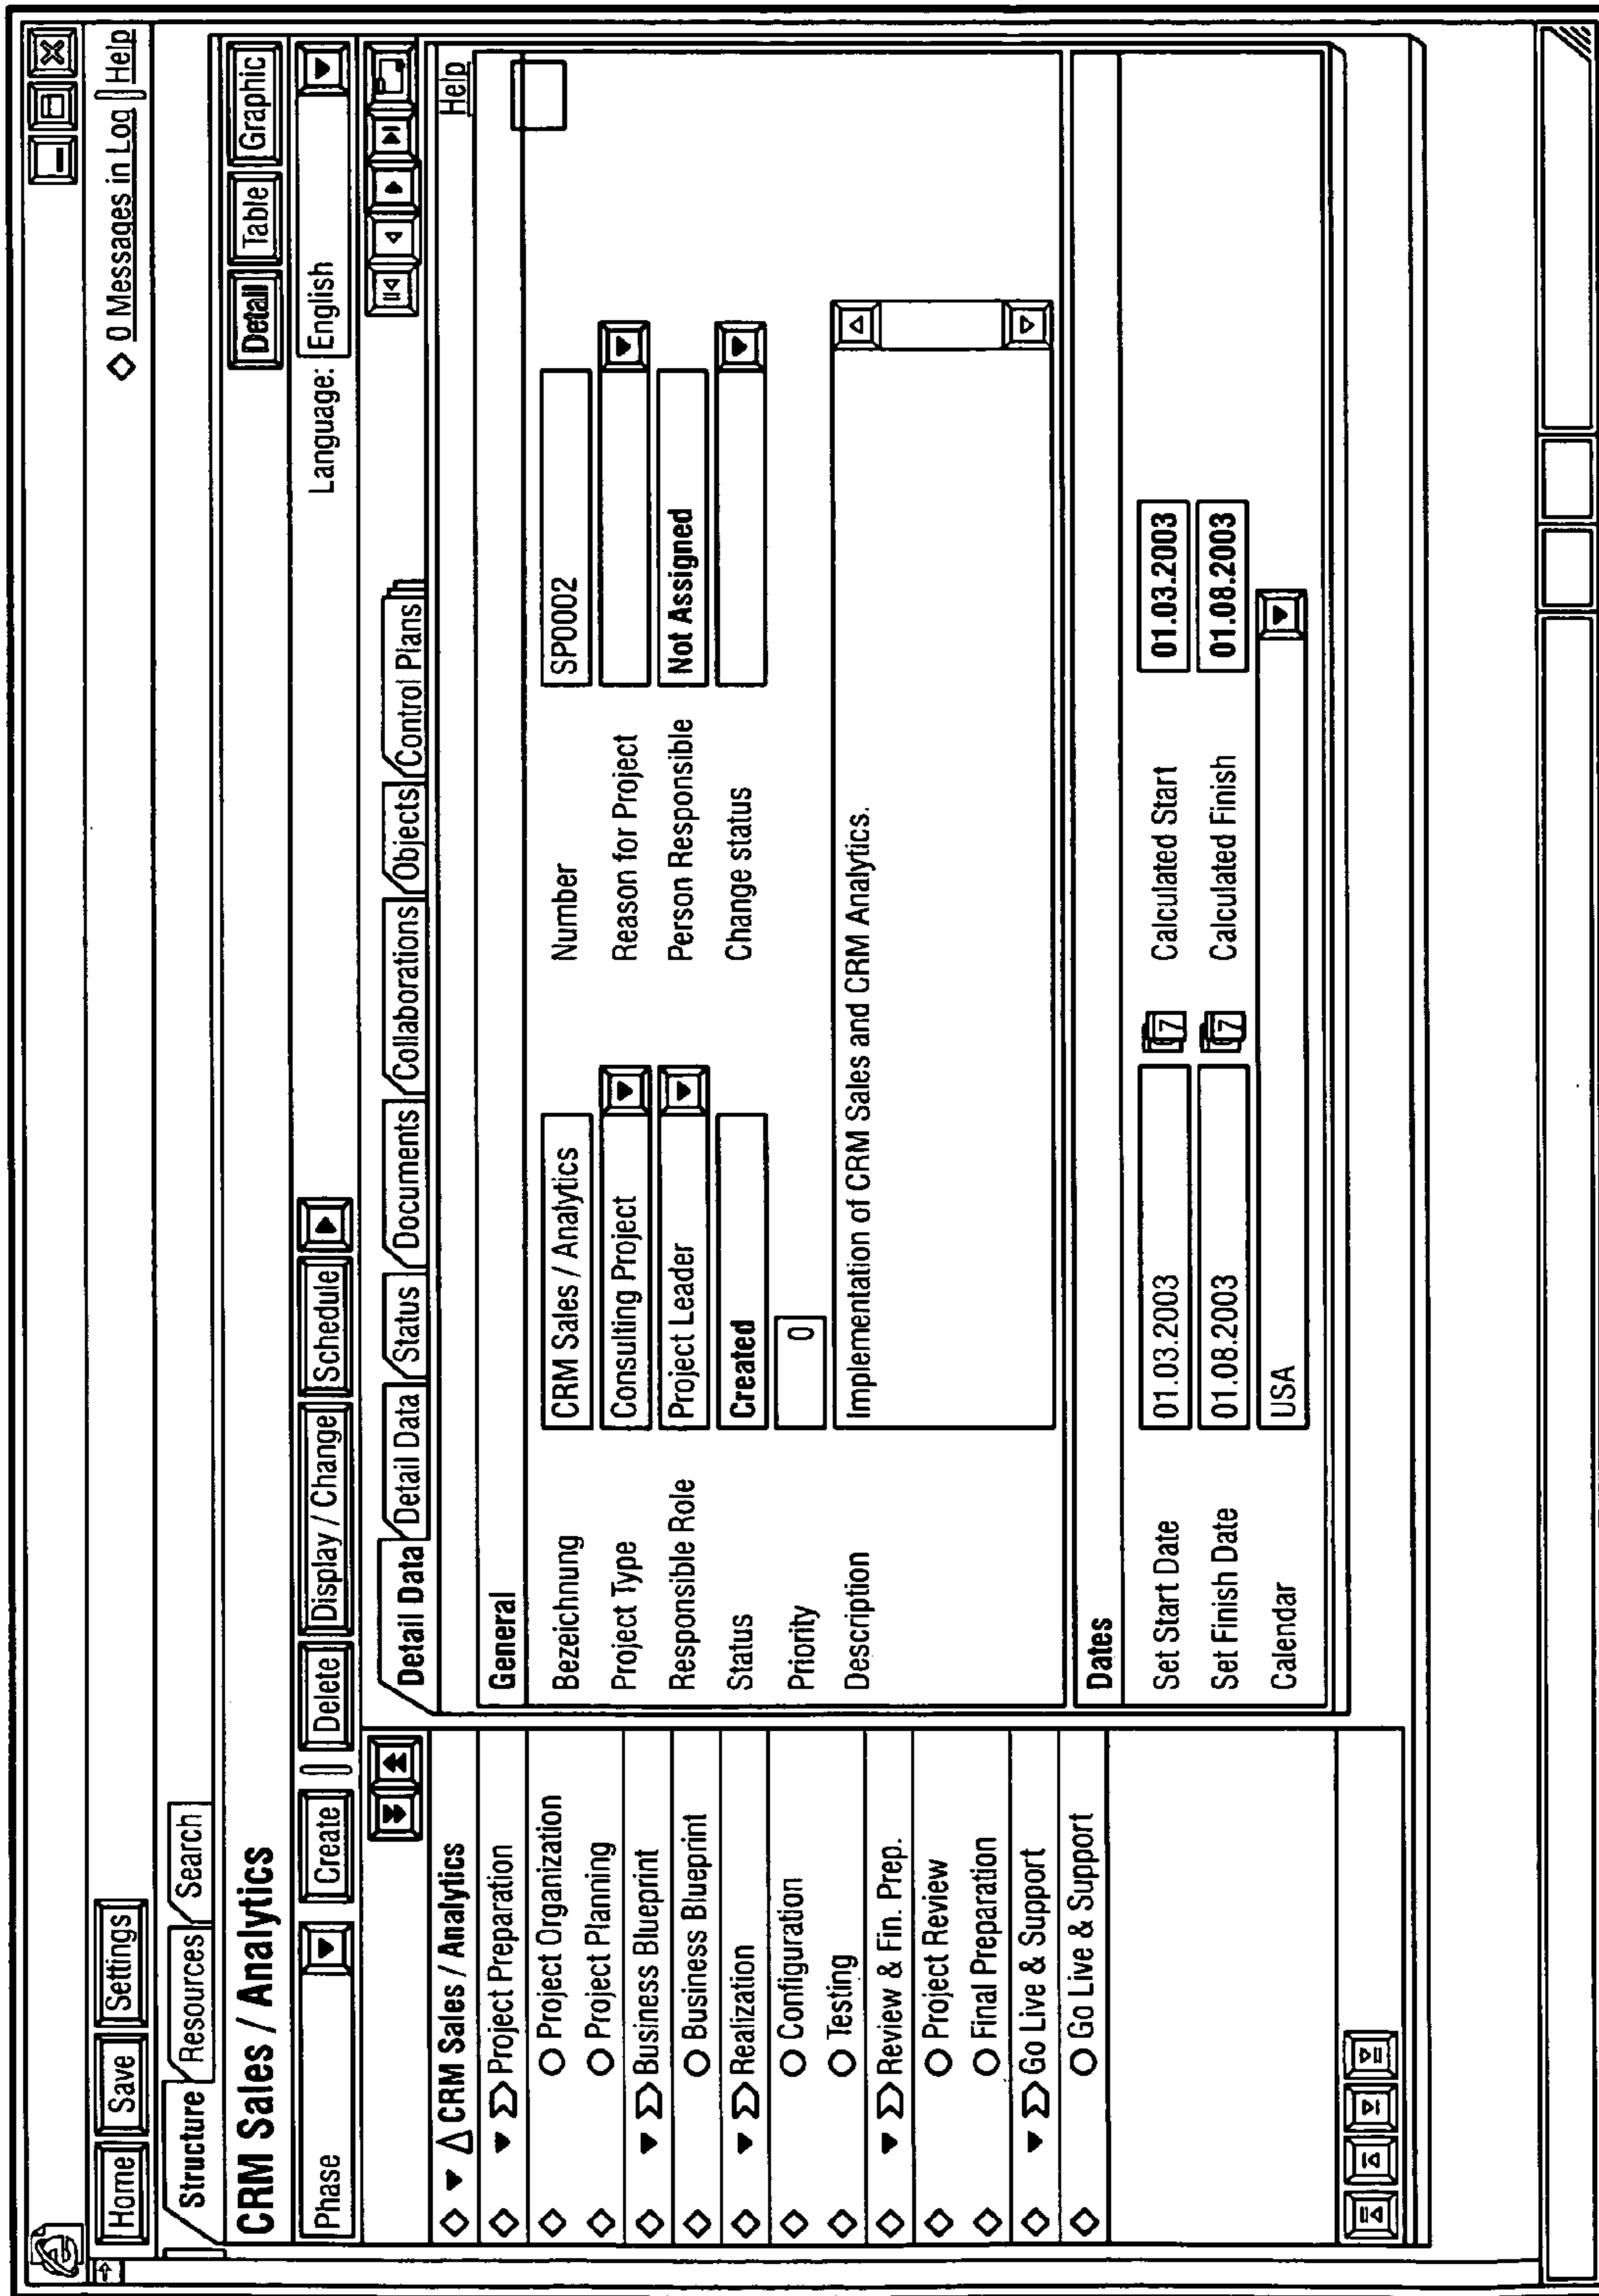 Home Save Settings
◇ 0 Messages in Log Help
Structure Resources Search
CRM Sales / Analytics
Detail Table Graphic
Phase Create Delete Display / Change Schedule
Language: English
Detail Data Detail Data Status Documents Collaborations Objects Control Plans
Help
CRM Sales / Analytics
Project Preparation
Project Organization
Project Planning
Business Blueprint
Business Blueprint
Realization
Configuration
Testing
Review & Fin. Prep.
Project Review
Final Preparation
Go Live & Support
Go Live & Support
General
Bezeichnung CRM Sales / Analytics Number SP0002
Project Type Consulting Project Reason for Project
Responsible Role Project Leader Person Responsible Not Assigned
Status Created Change status
Priority 0
Description Implementation of CRM Sales and CRM Analytics.
Dates
Set Start Date 01.03.2003 7 Calculated Start 01.03.2003
Set Finish Date 01.08.2003 7 Calculated Finish 01.08.2003
Calendar USA